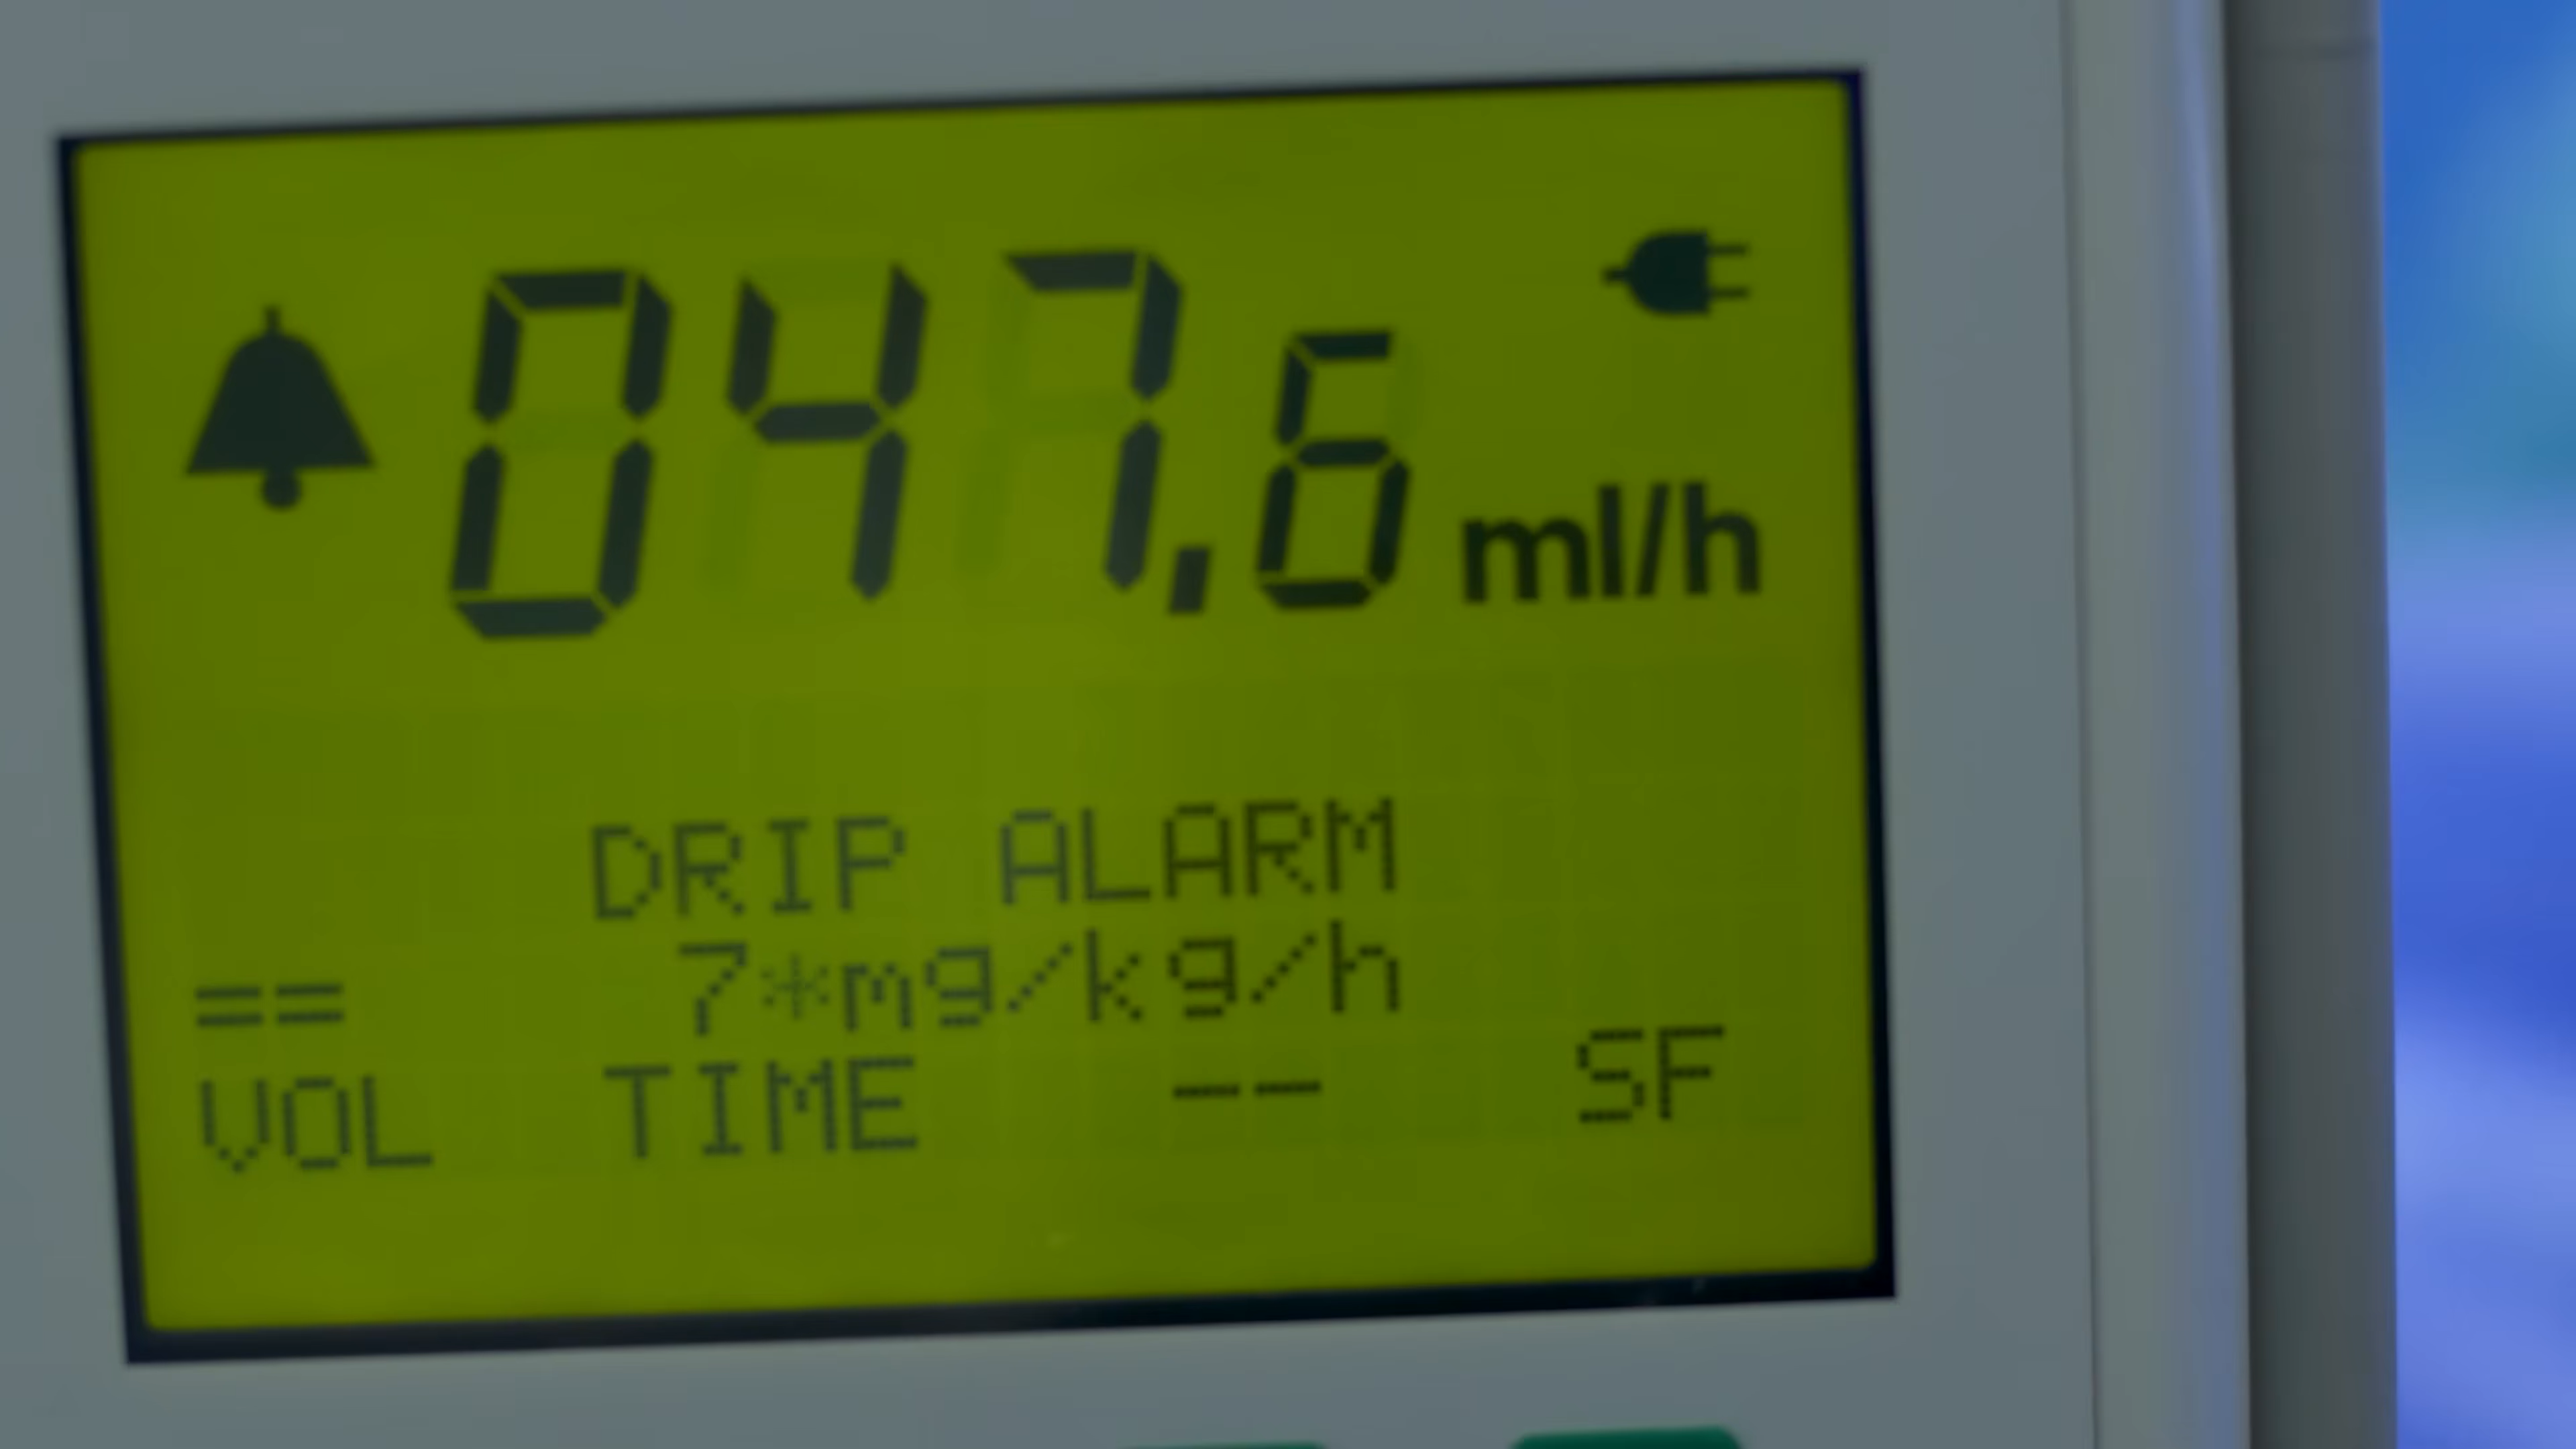 047.6 ml/h
DRIP ALARM
== 7*mg/kg/h
VOL TIME -- SF